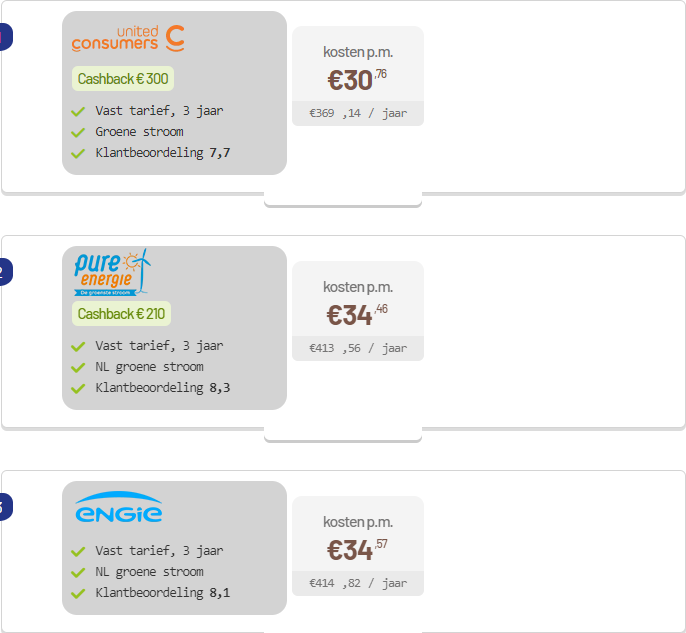 united
consumers
Cashback € 300
Vast tarief, 3 jaar
Groene stroom
Klantbeoordeling 7,7
kosten p.m.
€30,76
€369 ,14 / jaar
2
pure
energie
De groenste stroom
Cashback € 210
Vast tarief, 3 jaar
NL groene stroom
Klantbeoordeling 8,3
kosten p.m.
€34,46
€413 ,56 / jaar
3
ENGIE
Vast tarief, 3 jaar
NL groene stroom
Klantbeoordeling 8,1
kosten p.m.
€34,57
€414 ,82 / jaar